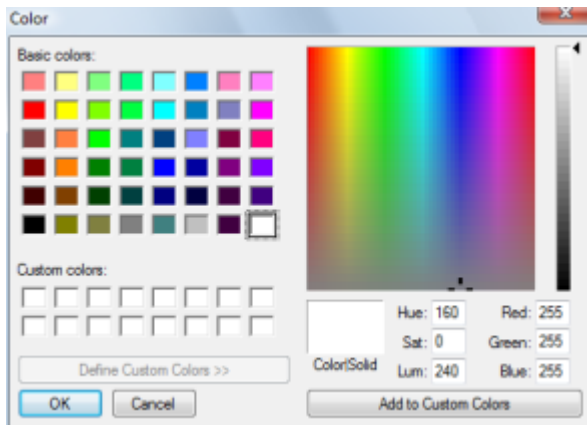 Color
Basic colors:
Custom colors:
Define Custom Colors >>
OK
Cancel
Color|Solid
Hue: 160
Sat: 0
Lum: 240
Red: 255
Green: 255
Blue: 255
Add to Custom Colors